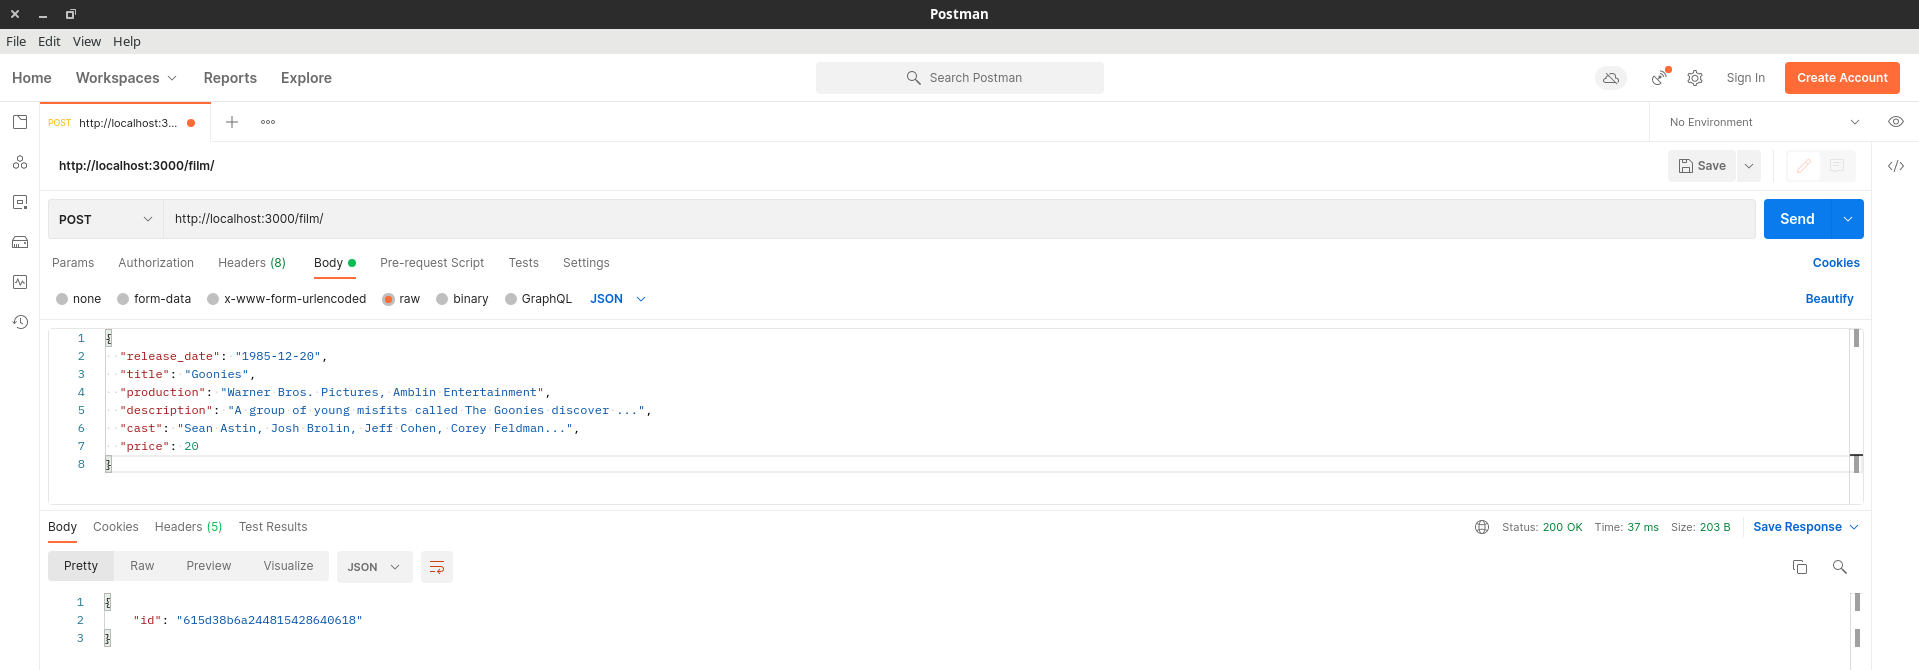 Postman
File Edit View Help
Home Workspaces Reports Explore Search Postman Sign In Create Account
POST http://localhost:3... No Environment
http://localhost:3000/film/ Save
POST http://localhost:3000/film/ Send
Params Authorization Headers (8) Body Pre-request Script Tests Settings Cookies
none form-data x-www-form-urlencoded raw binary GraphQL JSON Beautify
1 {
2 "release_date": "1985-12-20",
3 "title": "Goonies",
4 "production": "Warner Bros. Pictures, Amblin Entertainment",
5 "description": "A group of young misfits called The Goonies discover ...",
6 "cast": "Sean Astin, Josh Brolin, Jeff Cohen, Corey Feldman...",
7 "price": 20
8 }
Body Cookies Headers (5) Test Results Status: 200 OK Time: 37 ms Size: 203 B Save Response
Pretty Raw Preview Visualize JSON
1 {
2 "id": "615d38b6a244815428640618"
3 }